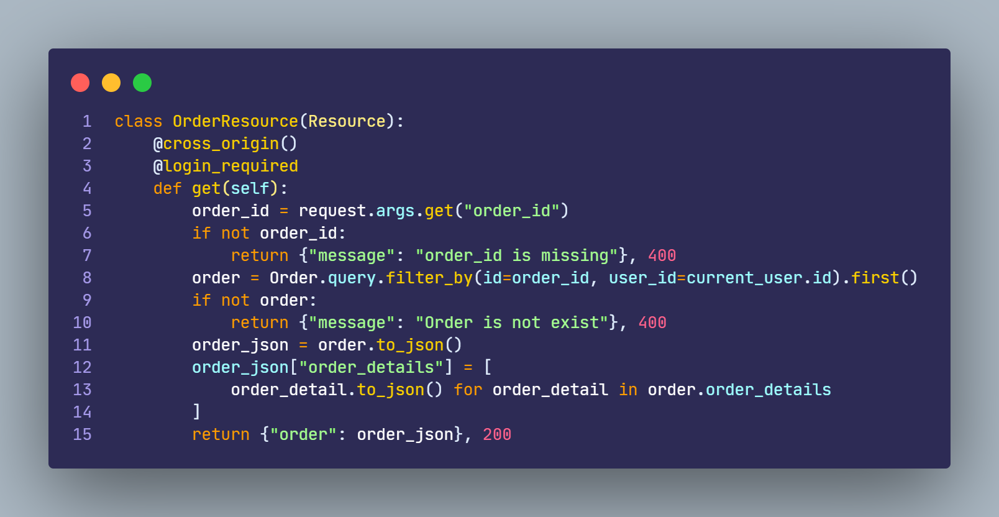 1 class OrderResource(Resource):
2     @cross_origin()
3     @login_required
4     def get(self):
5         order_id = request.args.get("order_id")
6         if not order_id:
7             return {"message": "order_id is missing"}, 400
8         order = Order.query.filter_by(id=order_id, user_id=current_user.id).first()
9         if not order:
10             return {"message": "Order is not exist"}, 400
11         order_json = order.to_json()
12         order_json["order_details"] = [
13             order_detail.to_json() for order_detail in order.order_details
14         ]
15         return {"order": order_json}, 200